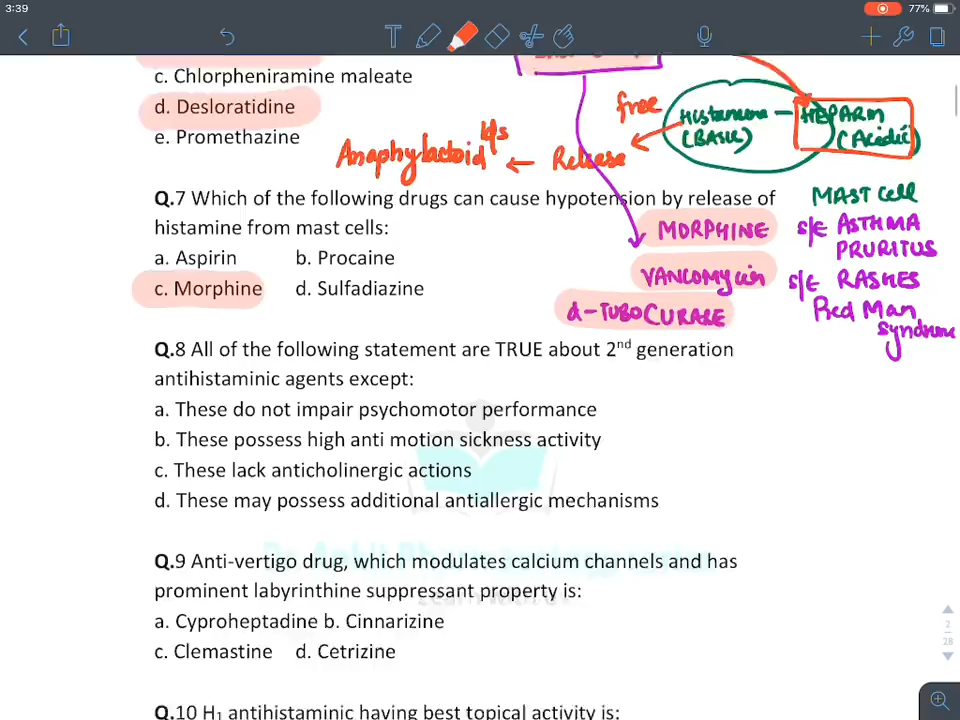 3:39
77%
c. Chlorpheniramine maleate
d. Desloratidine
e. Promethazine
free
Histamine - HEPARIN
(BASIC) (Acidic)
Anaphylactoid ← Release ←
MAST Cell
Q.7 Which of the following drugs can cause hypotension by release of
histamine from mast cells:
a. Aspirin b. Procaine
c. Morphine d. Sulfadiazine
MORPHINE S/E ASTHMA
PRURITUS
VANCOMYCIN S/E RASHES
Red Man
Syndrome
d-TUBOCURARE
Q.8 All of the following statement are TRUE about 2nd generation
antihistaminic agents except:
a. These do not impair psychomotor performance
b. These possess high anti motion sickness activity
c. These lack anticholinergic actions
d. These may possess additional antiallergic mechanisms
Q.9 Anti-vertigo drug, which modulates calcium channels and has
prominent labyrinthine suppressant property is:
a. Cyproheptadine b. Cinnarizine
c. Clemastine d. Cetrizine
2
28
Q.10 H1 antihistaminic having best topical activity is: